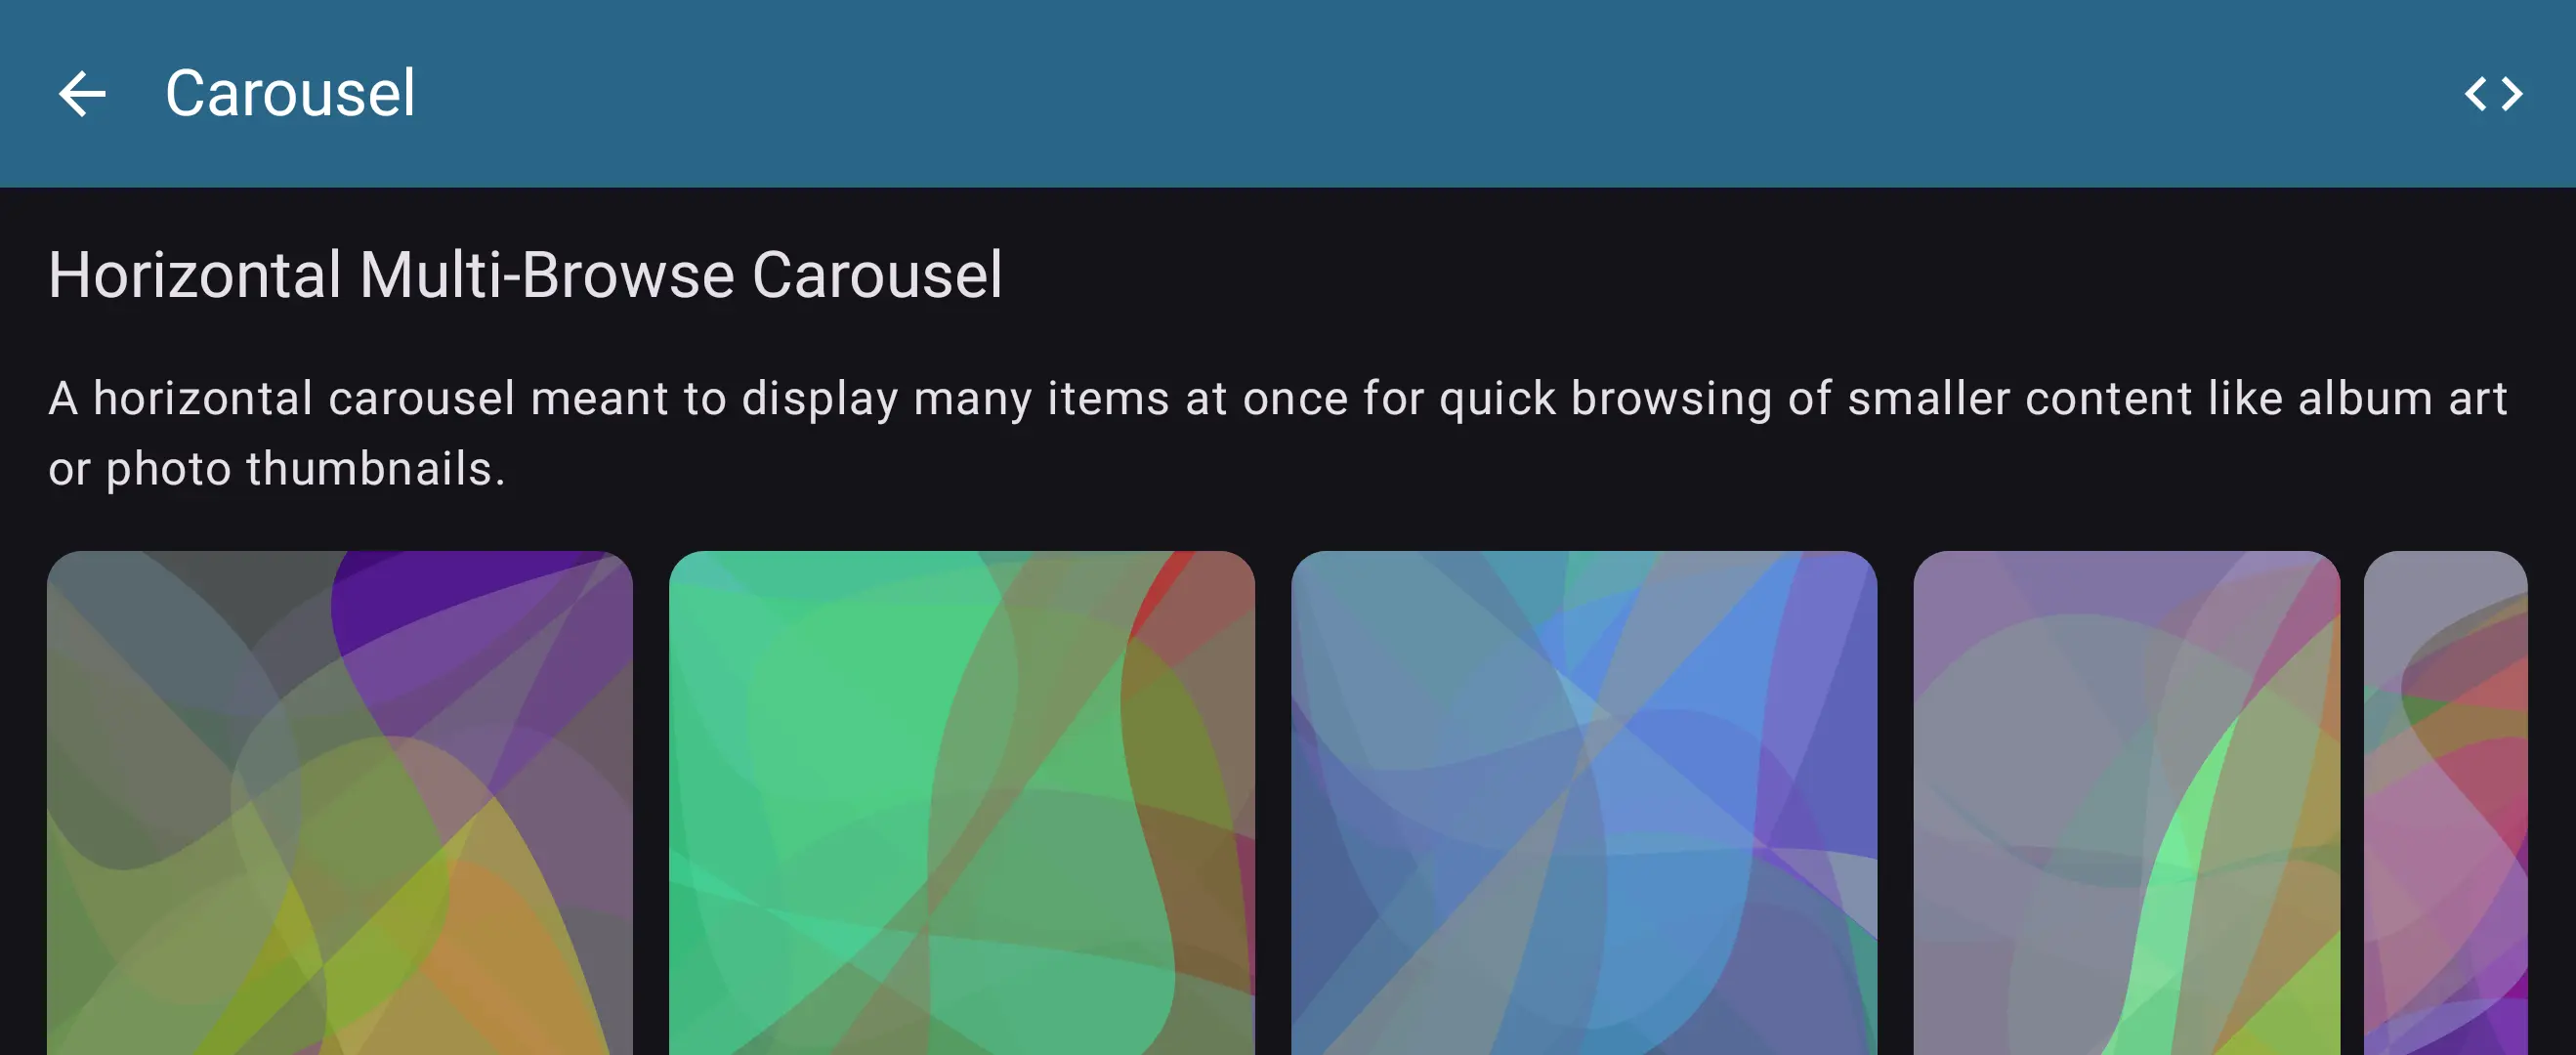 Carousel
Horizontal Multi-Browse Carousel
A horizontal carousel meant to display many items at once for quick browsing of smaller content like album art
or photo thumbnails.